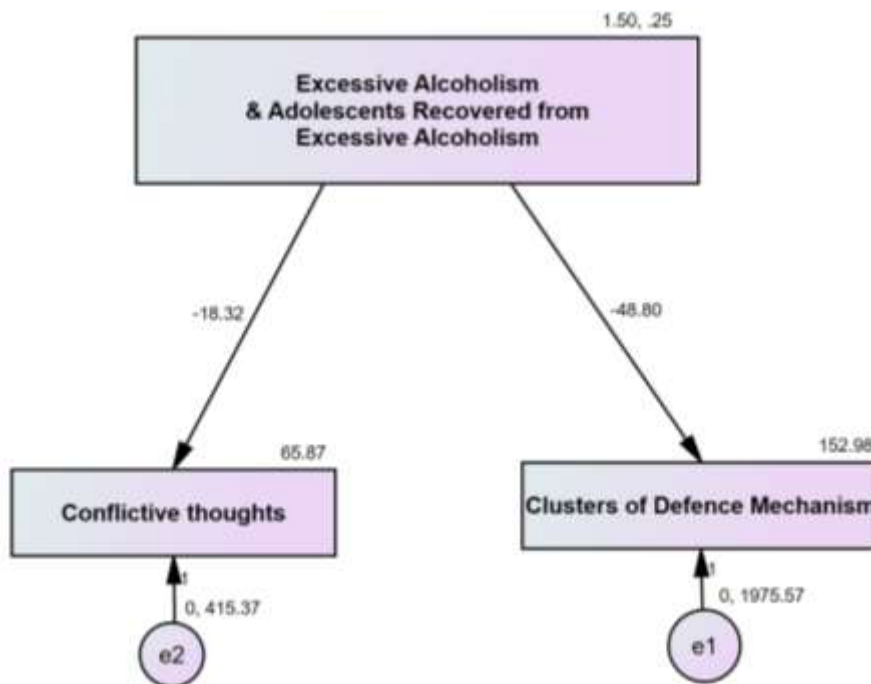 1.50, .25
Excessive Alcoholism
& Adolescents Recovered from
Excessive Alcoholism
-18.32
-48.80
65.87
152.98
Conflictive thoughts
Clusters of Defence Mechanism
1
1
0, 415.37
0, 1975.57
e2
e1